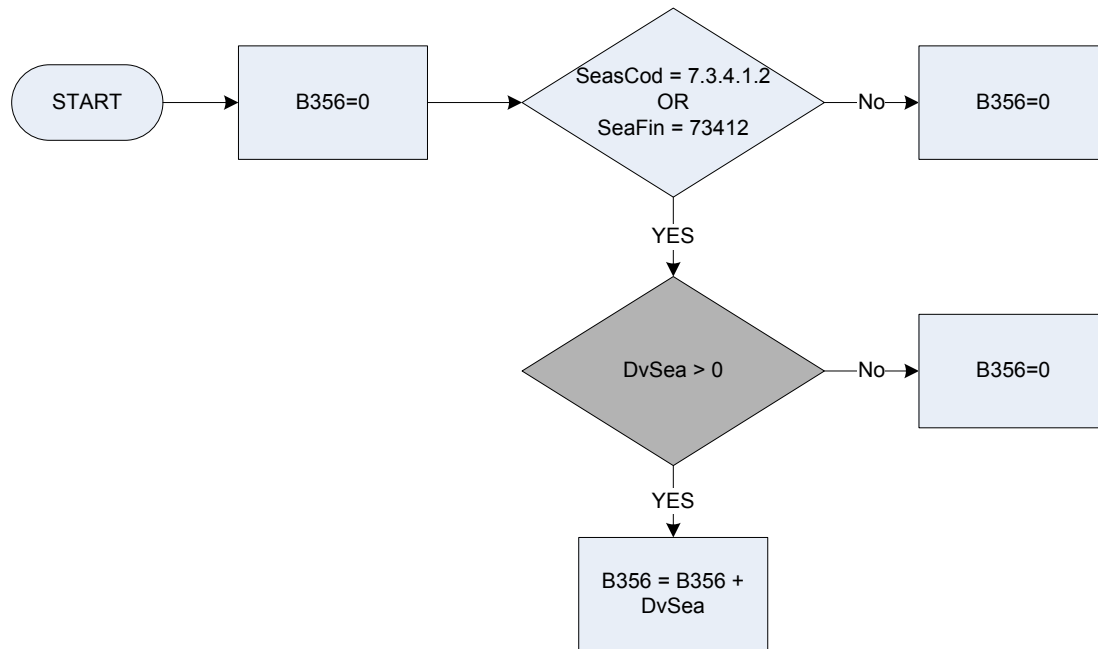 START
B356=0
SeasCod = 7.3.4.1.2
OR
SeaFin = 73412
No
B356=0
YES
DvSea > 0
No
B356=0
YES
B356 = B356 +
DvSea